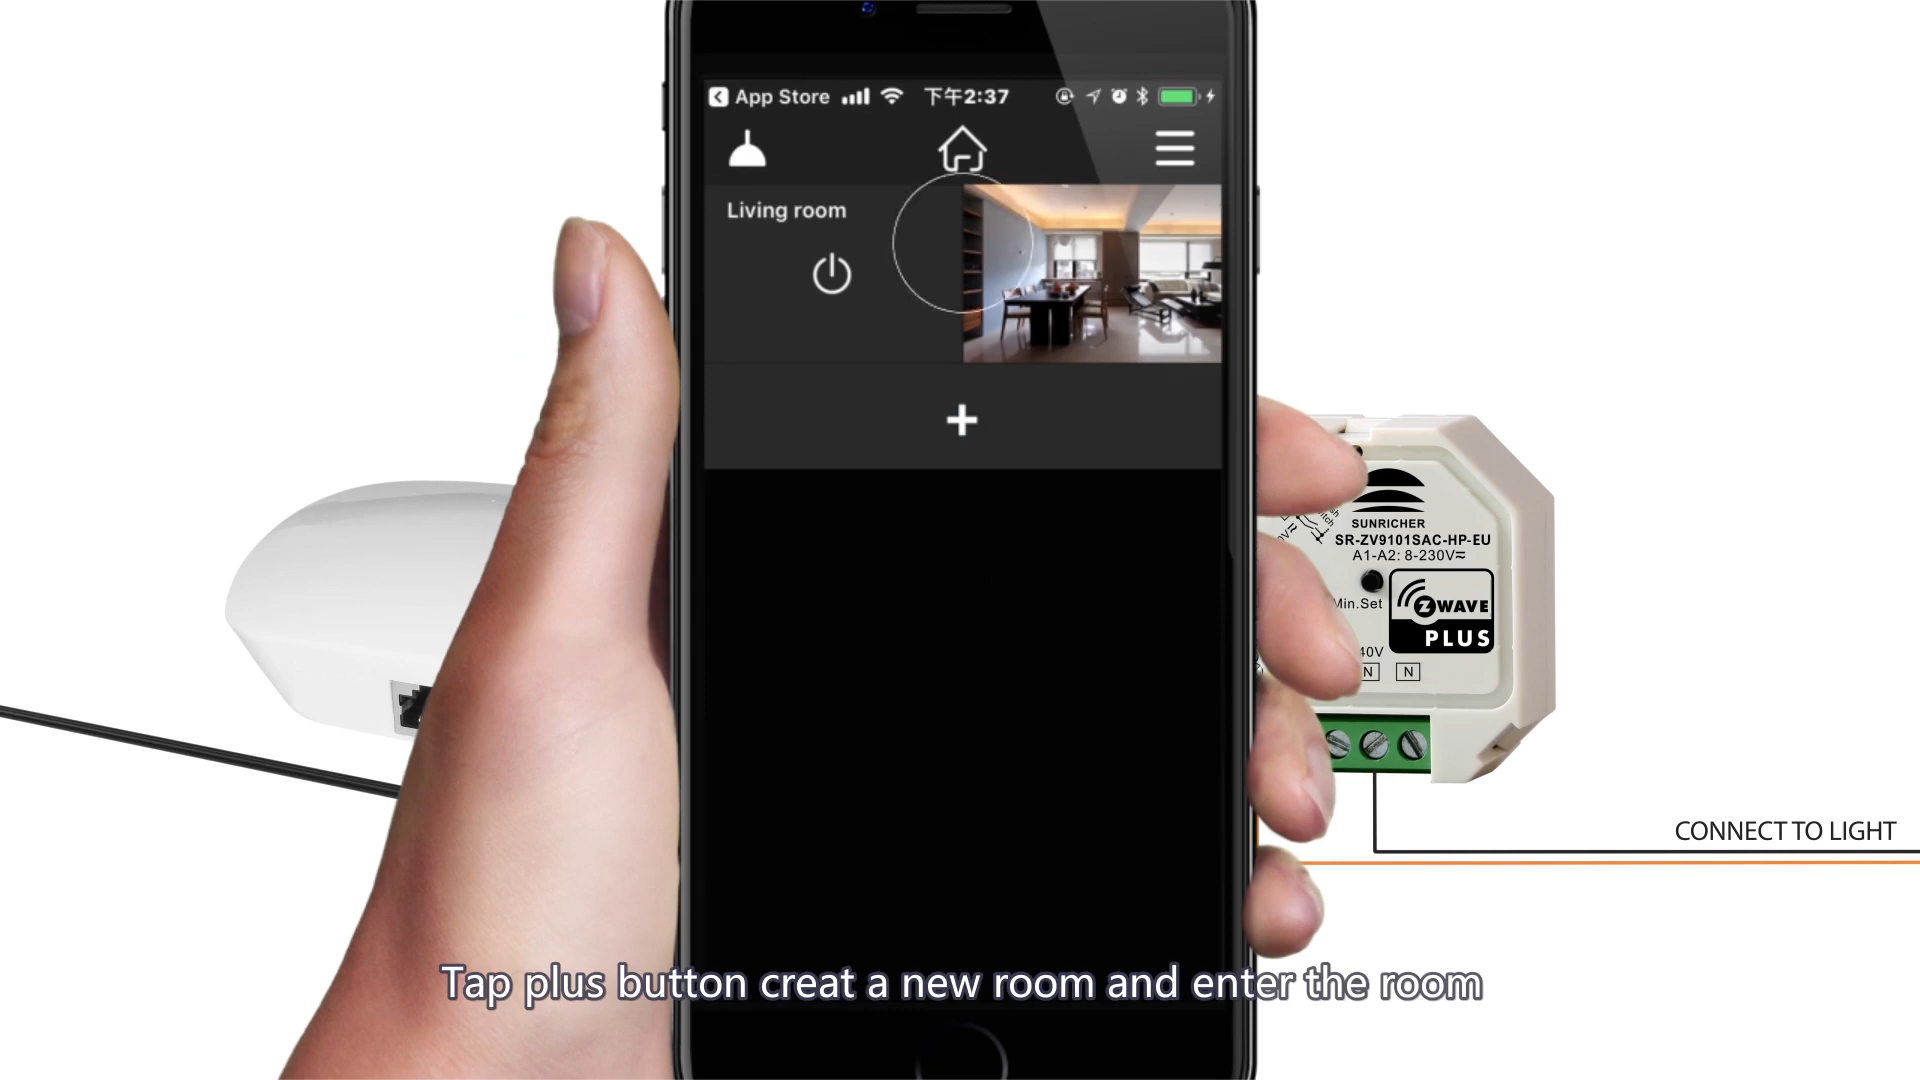 App Store
下午2:37
Living room
SUNRICHER
SR-ZV9101SAC-HP-EU
A1-A2: 8-230V≂
Min.Set
Z WAVE
PLUS
40V
N N
CONNECT TO LIGHT
Tap plus button creat a new room and enter the room